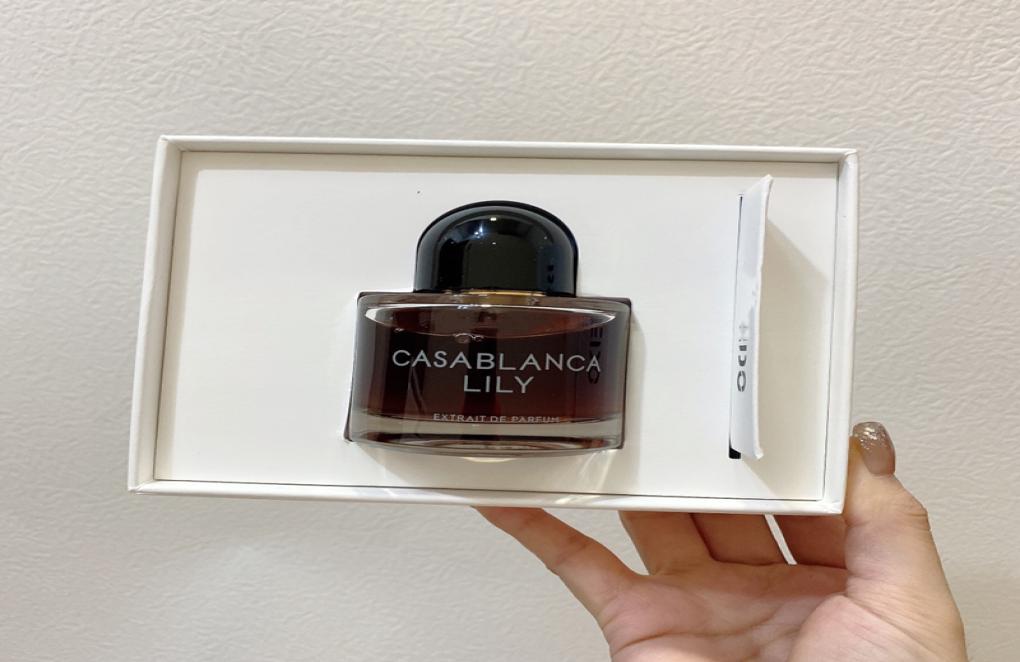 CASABLANCA
LILY
EXTRAIT DE PARFUM